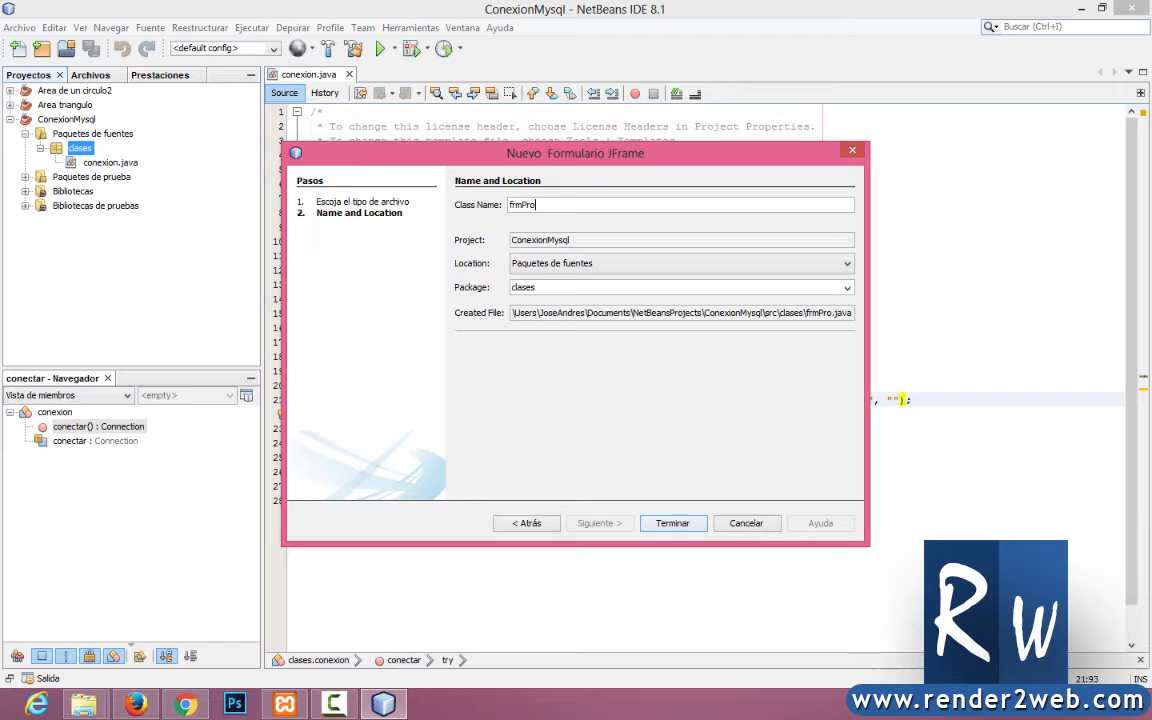 ConexionMysql - NetBeans IDE 8.1
Archivo Editar Ver Navegar Fuente Reestructurar Ejecutar Depurar Profile Team Herramientas Ventana Ayuda
Buscar (Ctrl+I)
<default config>
Proyectos Archivos Prestaciones
conexion.java
Source History
Area de un circulo2
Area triangulo
ConexionMysql
Paquetes de fuentes
clases
conexion.java
Paquetes de prueba
Bibliotecas
Bibliotecas de pruebas
1 /*
2 * To change this license header, choose License Headers in Project Properties.
Nuevo Formulario JFrame
Pasos
1. Escoja el tipo de archivo
2. Name and Location
Name and Location
Class Name: frmPro
Project: ConexionMysql
Location: Paquetes de fuentes
Package: clases
Created File: \Users\JoseAndres\Documents\NetBeansProjects\ConexionMysql\src\clases\frmPro.java
< Atrás Siguiente > Terminar Cancelar Ayuda
", "");
conectar - Navegador
Vista de miembros <empty>
conexion
conectar() : Connection
conectar : Connection
clases.conexion conectar try
Salida
21:93 INS
Ps
RW
www.render2web.com